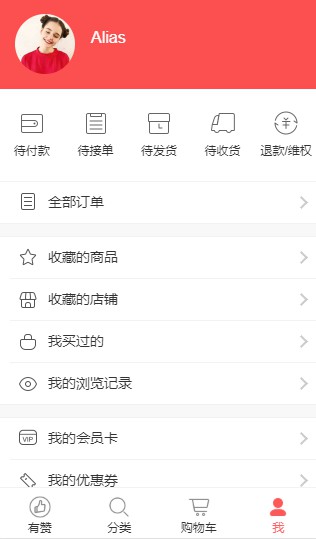 Alias
待付款 待接单 待发货 待收货 退款/维权
全部订单
收藏的商品
收藏的店铺
我买过的
我的浏览记录
VIP 我的会员卡
我的优惠券
有赞 分类 购物车 我